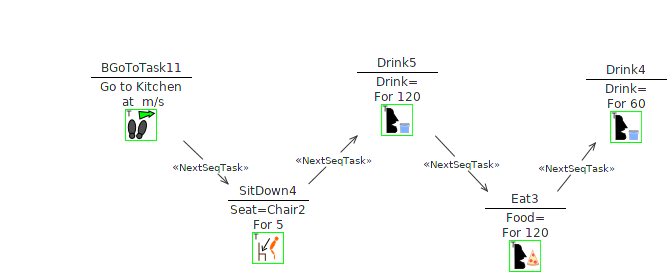 BGoToTask11
Go to Kitchen
at  m/s
T
«NextSeqTask»
SitDown4
Seat=Chair2
For 5
T
«NextSeqTask»
Drink5
Drink=
For 120
T
«NextSeqTask»
Eat3
Food=
For 120
T
«NextSeqTask»
Drink4
Drink=
For 60
T